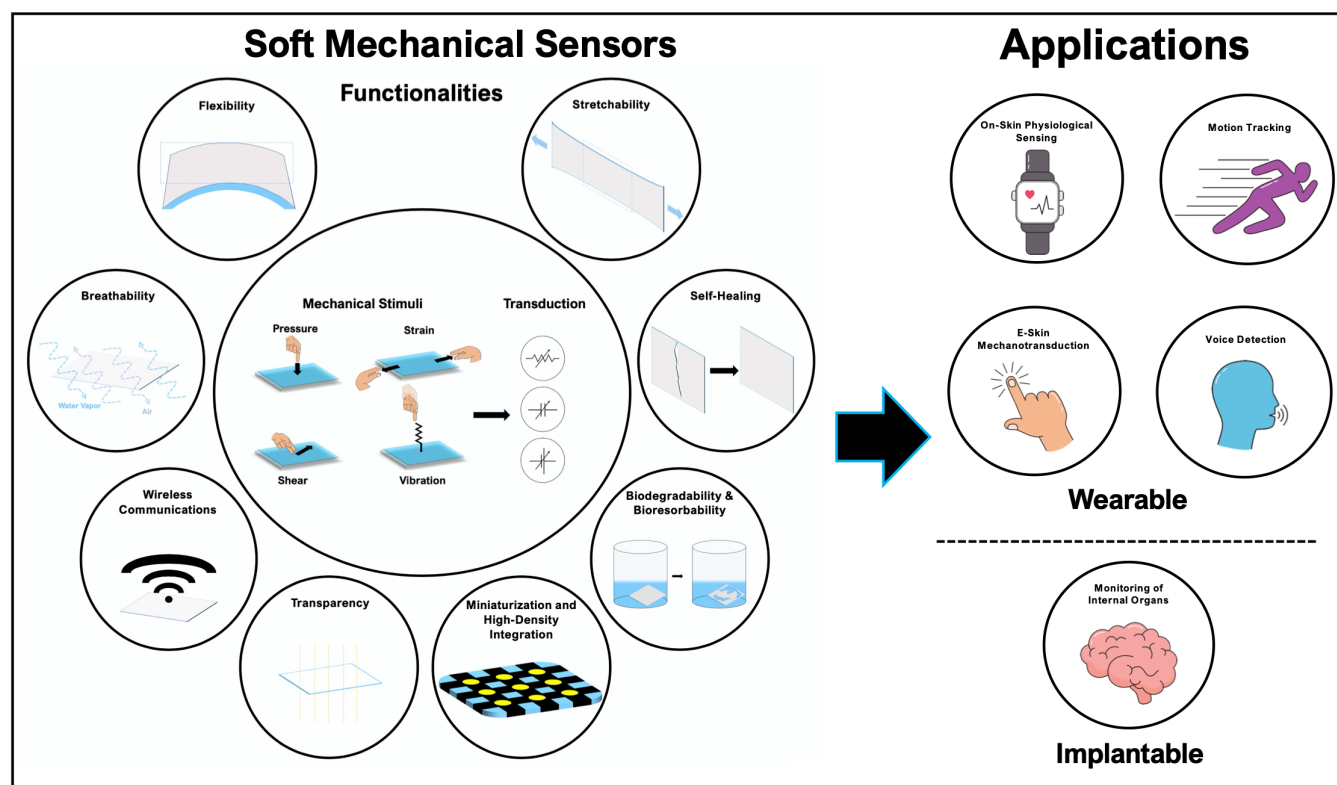 Soft Mechanical Sensors
Functionalities
Flexibility
Stretchability
Breathability
Water Vapor
Air
Mechanical Stimuli
Transduction
Pressure
Strain
Shear
Vibration
Self-Healing
Wireless
Communications
Biodegradability &
Bioresorbability
Transparency
Miniaturization and
High-Density
Integration
Applications
On-Skin Physiological
Sensing
Motion Tracking
E-Skin
Mechanotransduction
Voice Detection
Wearable
Monitoring of
Internal Organs
Implantable